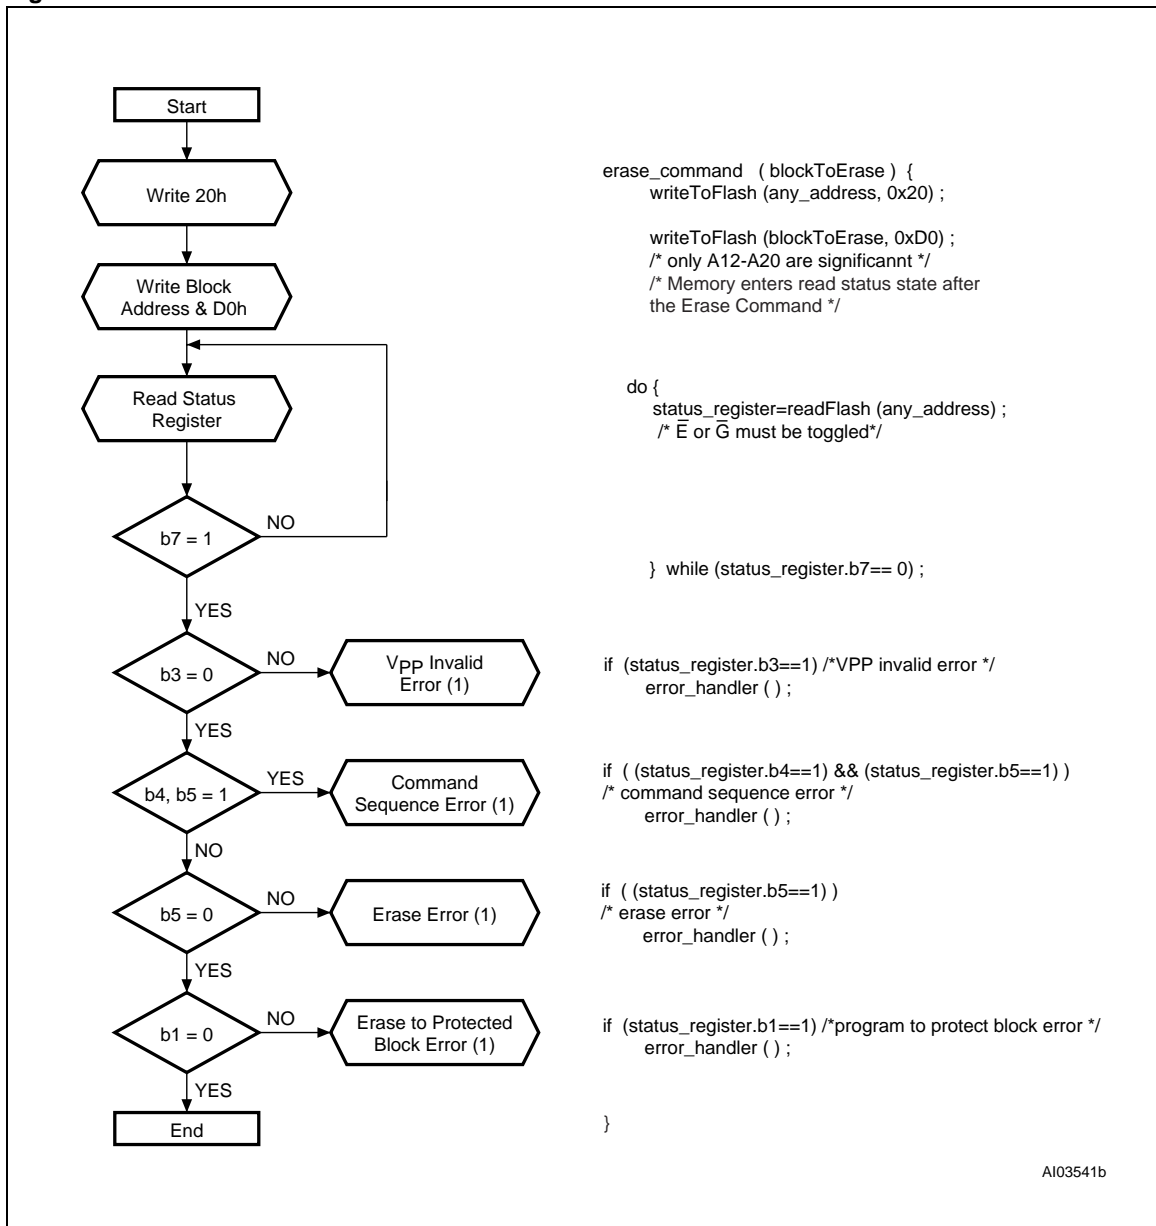 Start
Write 20h
Write Block
Address & D0h
Read Status
Register
b7 = 1
NO
YES
b3 = 0
NO
VPP Invalid
Error (1)
YES
b4, b5 = 1
YES
Command
Sequence Error (1)
NO
b5 = 0
NO
Erase Error (1)
YES
b1 = 0
NO
Erase to Protected
Block Error (1)
YES
End
erase_command ( blockToErase ) {
writeToFlash (any_address, 0x20) ;
writeToFlash (blockToErase, 0xD0) ;
/* only A12-A20 are significannt */
/* Memory enters read status state after
the Erase Command */
do {
status_register=readFlash (any_address) ;
/* E̅ or G̅ must be toggled*/
} while (status_register.b7== 0) ;
if (status_register.b3==1) /*VPP invalid error */
error_handler ( ) ;
if ( (status_register.b4==1) && (status_register.b5==1) )
/* command sequence error */
error_handler ( ) ;
if ( (status_register.b5==1) )
/* erase error */
error_handler ( ) ;
if (status_register.b1==1) /*program to protect block error */
error_handler ( ) ;
}
AI03541b